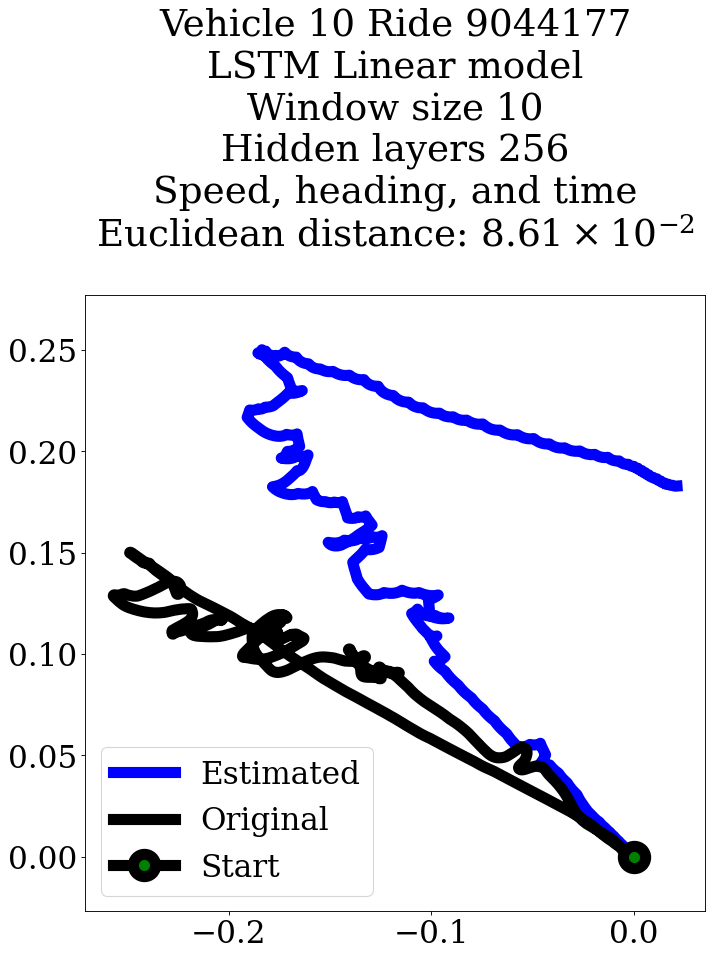 Vehicle 10 Ride 9044177
LSTM Linear model
Window size 10
Hidden layers 256
Speed, heading, and time
Euclidean distance: 8.61 × 10⁻²
0.25
0.20
0.15
0.10
0.05
0.00
Estimated
Original
Start
−0.2
−0.1
0.0